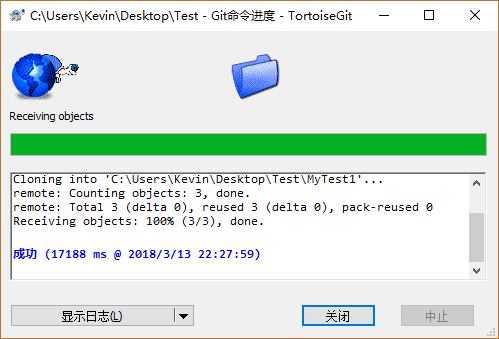 C:\Users\Kevin\Desktop\Test - Git命令进度 - TortoiseGit
Receiving objects
Cloning into 'C:\Users\Kevin\Desktop\Test\MyTest1'...
remote: Counting objects: 3, done.
remote: Total 3 (delta 0), reused 3 (delta 0), pack-reused 0
Receiving objects: 100% (3/3), done.
成功 (17188 ms @ 2018/3/13 22:27:59)
显示日志(L)
关闭
中止